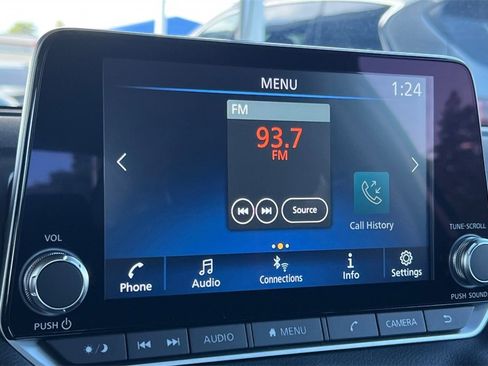 MENU
1:24
FM
93.7
FM
Source
Call History
VOL
TUNE·SCROLL
Phone
Audio
Connections
Info
Settings
PUSH
PUSH SOUND
AUDIO
MENU
CAMERA